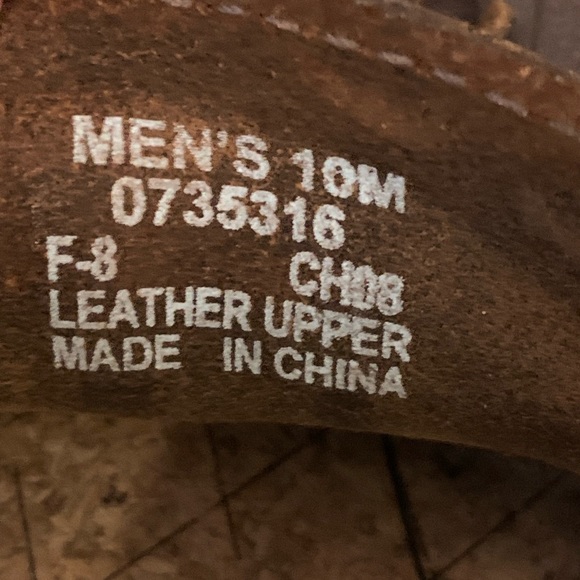 MEN'S 10M
0735316
F-8 CH08
LEATHER UPPER
MADE IN CHINA